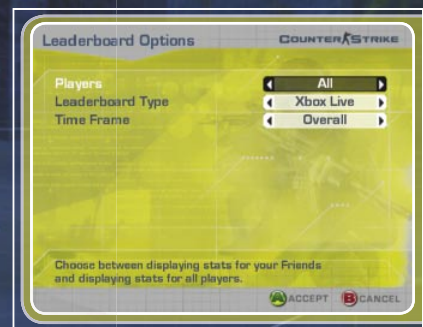 Leaderboard Options COUNTER STRIKE
Players All
Leaderboard Type Xbox Live
Time Frame Overall
Choose between displaying stats for your Friends
and displaying stats for all players.
A ACCEPT B CANCEL